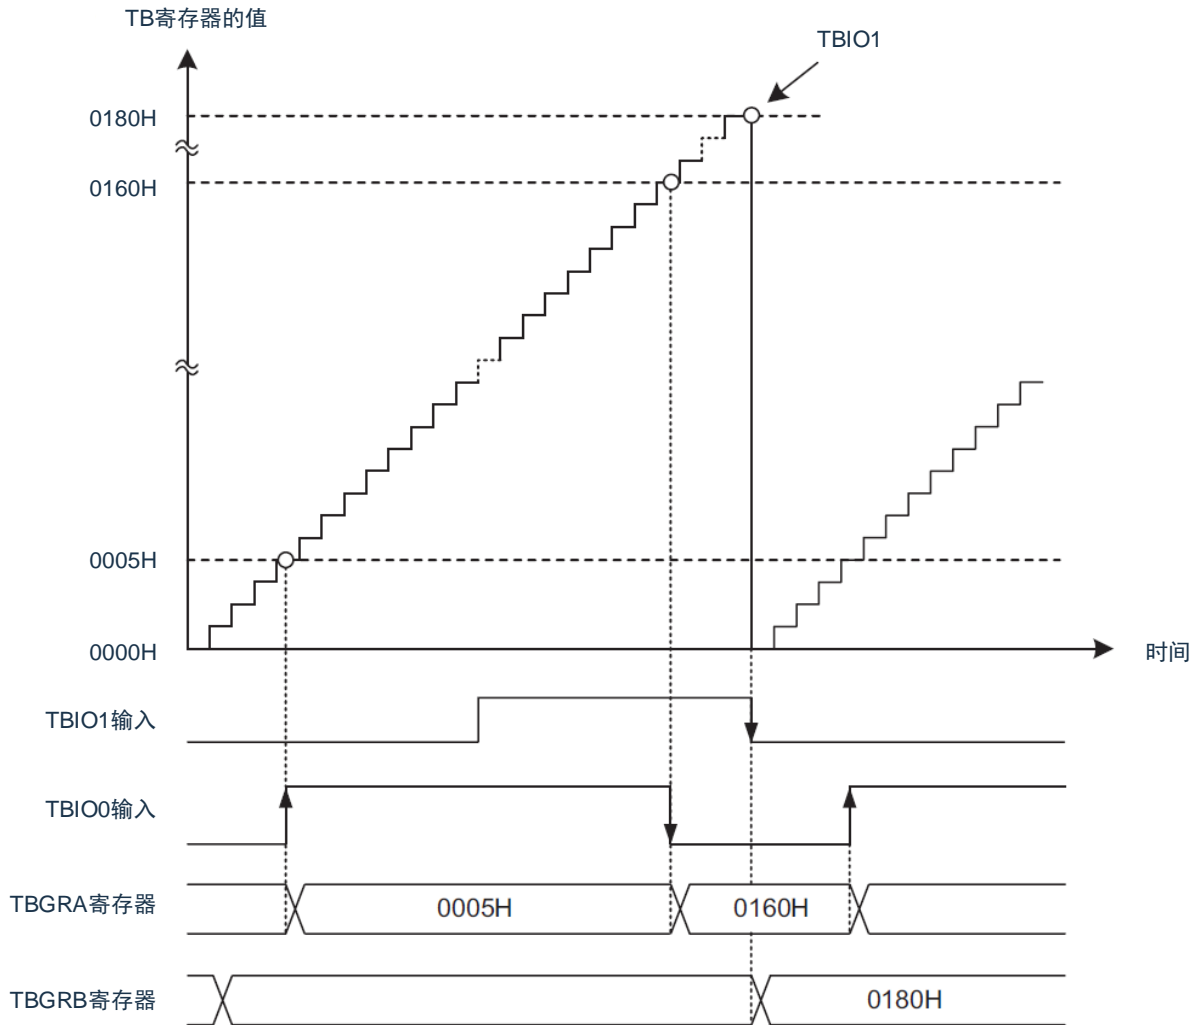 TB寄存器的值
TBIO1
0180H
0160H
0005H
0000H
时间
TBIO1输入
TBIO0输入
TBGRA寄存器
0005H
0160H
TBGRB寄存器
0180H